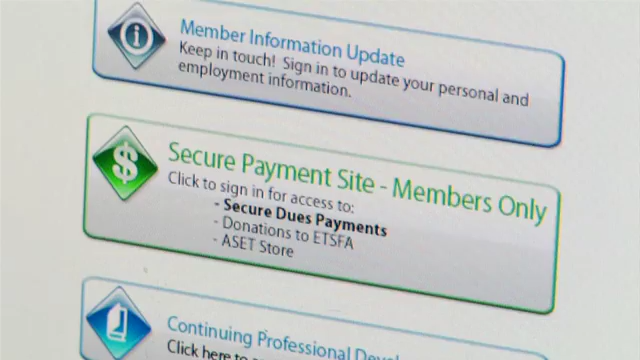 Member Information Update
Keep in touch! Sign in to update your personal and
employment information.
$
Secure Payment Site - Members Only
Click to sign in for access to:
- Secure Dues Payments
- Donations to ETSFA
- ASET Store
Continuing Professional
Click here to